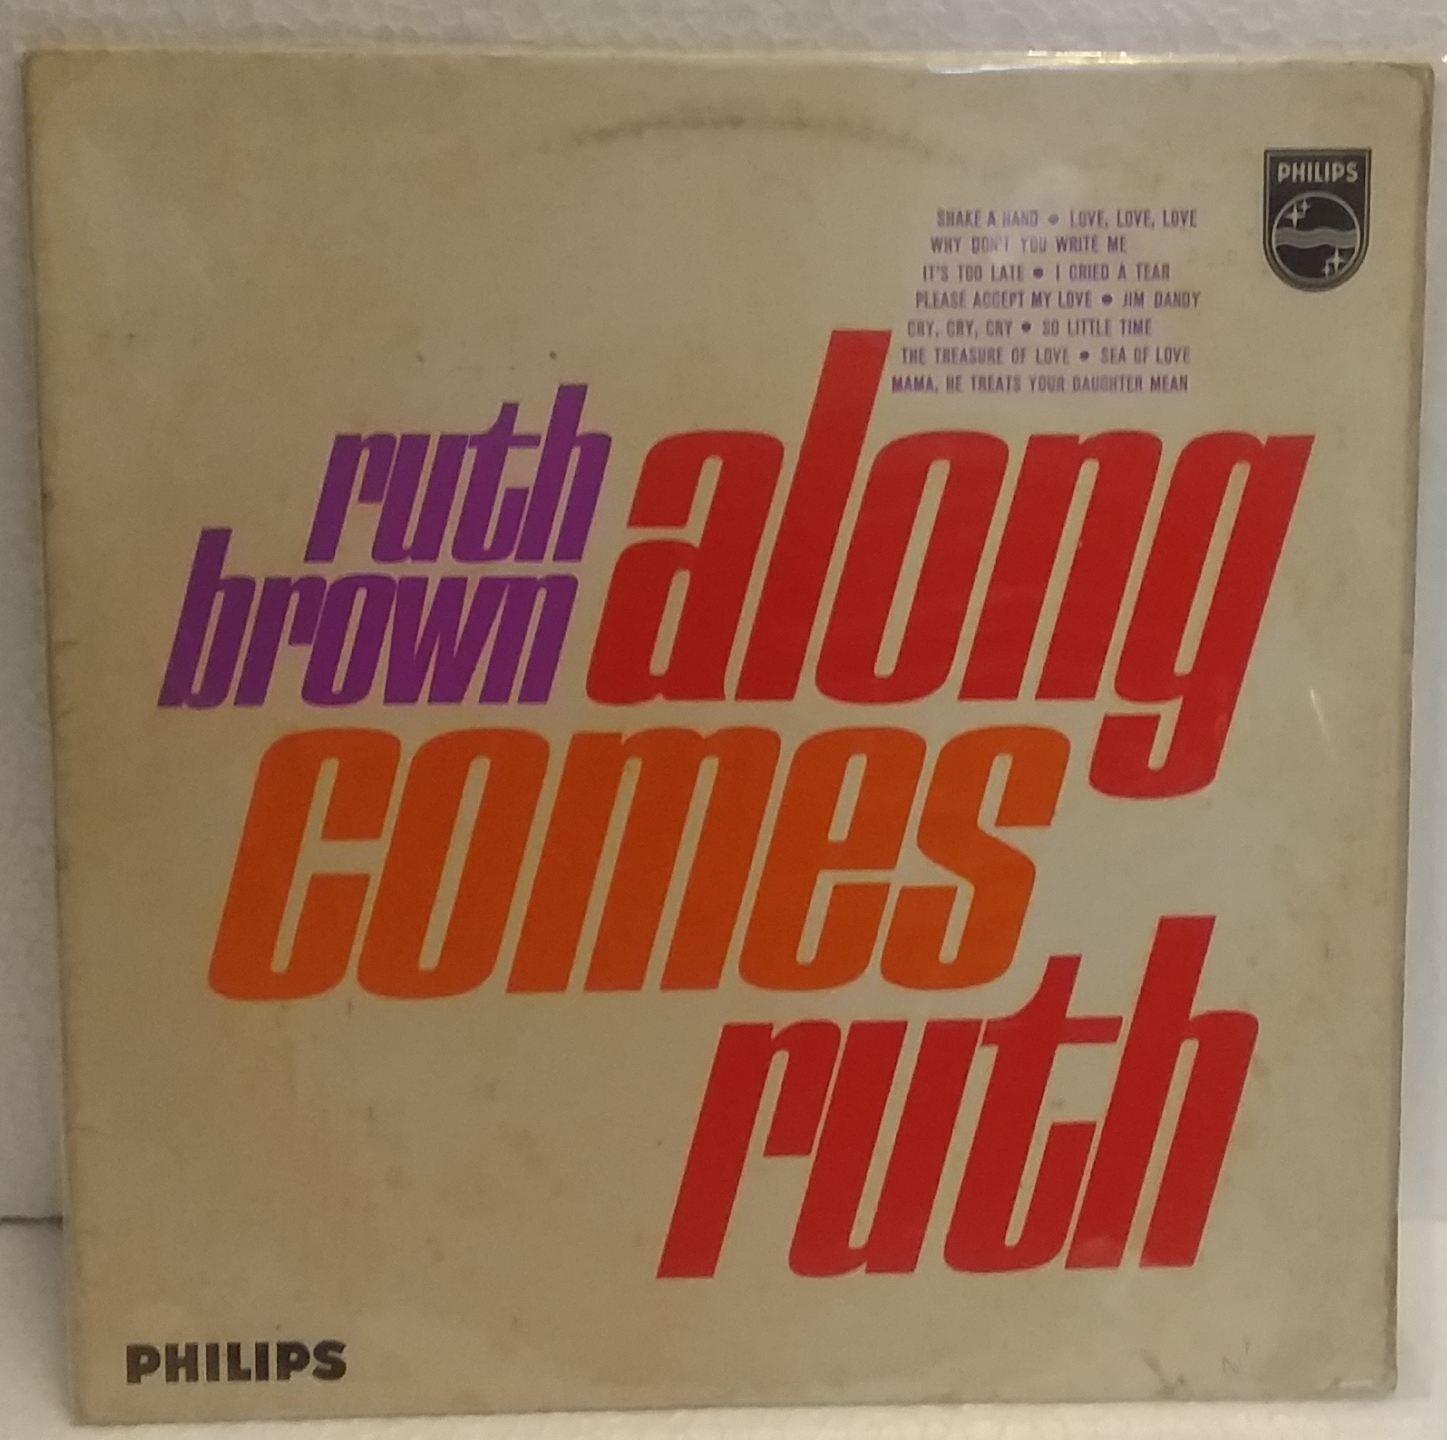 PHILIPS
SHAKE A HAND • LOVE, LOVE, LOVE
WHY DON'T YOU WRITE ME
IT'S TOO LATE • I CRIED A TEAR
PLEASE ACCEPT MY LOVE • JIM DANDY
CRY, CRY, CRY • SO LITTLE TIME
THE TREASURE OF LOVE • SEA OF LOVE
MAMA, HE TREATS YOUR DAUGHTER MEAN
ruth
brown
along
comes
ruth
PHILIPS